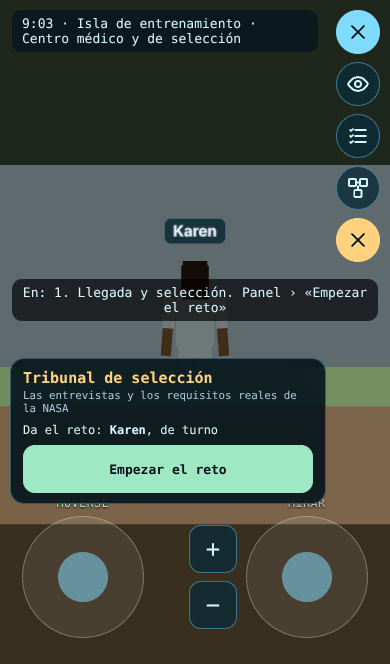 9:03 · Isla de entrenamiento ·
Centro médico y de selección
Karen
En: 1. Llegada y selección. Panel › «Empezar
el reto»
Tribunal de selección
Las entrevistas y los requisitos reales de
la NASA
Da el reto: Karen, de turno
Empezar el reto
MOVERSE
MIRAR
+
−